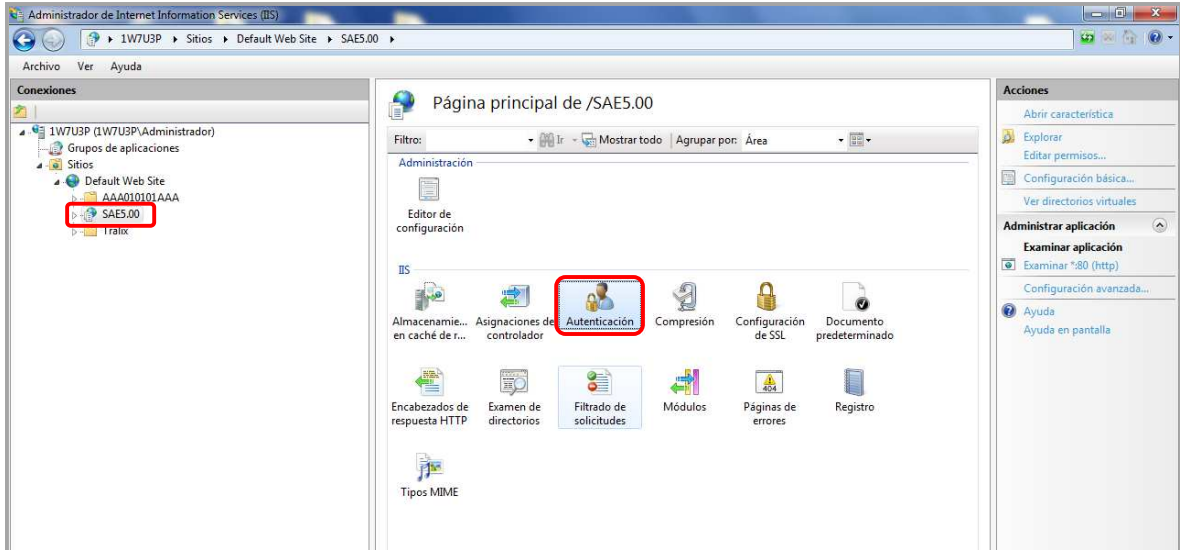 Administrador de Internet Information Services (IIS)
1W7U3P Sitios Default Web Site SAE5.00
Archivo Ver Ayuda
Conexiones
1W7U3P (1W7U3P\Administrador)
Grupos de aplicaciones
Sitios
Default Web Site
AAA010101AAA
SAE5.00
Tralix
Página principal de /SAE5.00
Filtro: Ir Mostrar todo Agrupar por: Área
Administración
Editor de
configuración
IIS
Almacenamie... Asignaciones de Autenticación Compresión Configuración Documento
en caché de r... controlador de SSL predeterminado
Encabezados de Examen de Filtrado de Módulos Páginas de Registro
respuesta HTTP directorios solicitudes errores
404
Tipos MIME
Acciones
Abrir característica
Explorar
Editar permisos...
Configuración básica...
Ver directorios virtuales
Administrar aplicación
Examinar aplicación
Examinar *:80 (http)
Configuración avanzada...
Ayuda
Ayuda en pantalla